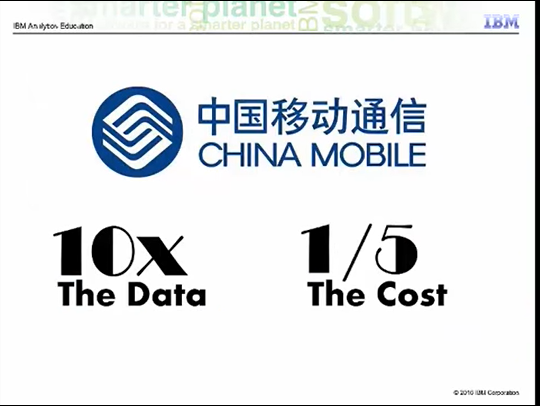 IBM Analytics Education
IBM
中国移动通信
CHINA MOBILE
10x
The Data
1/5
The Cost
© 2010 IBM Corporation